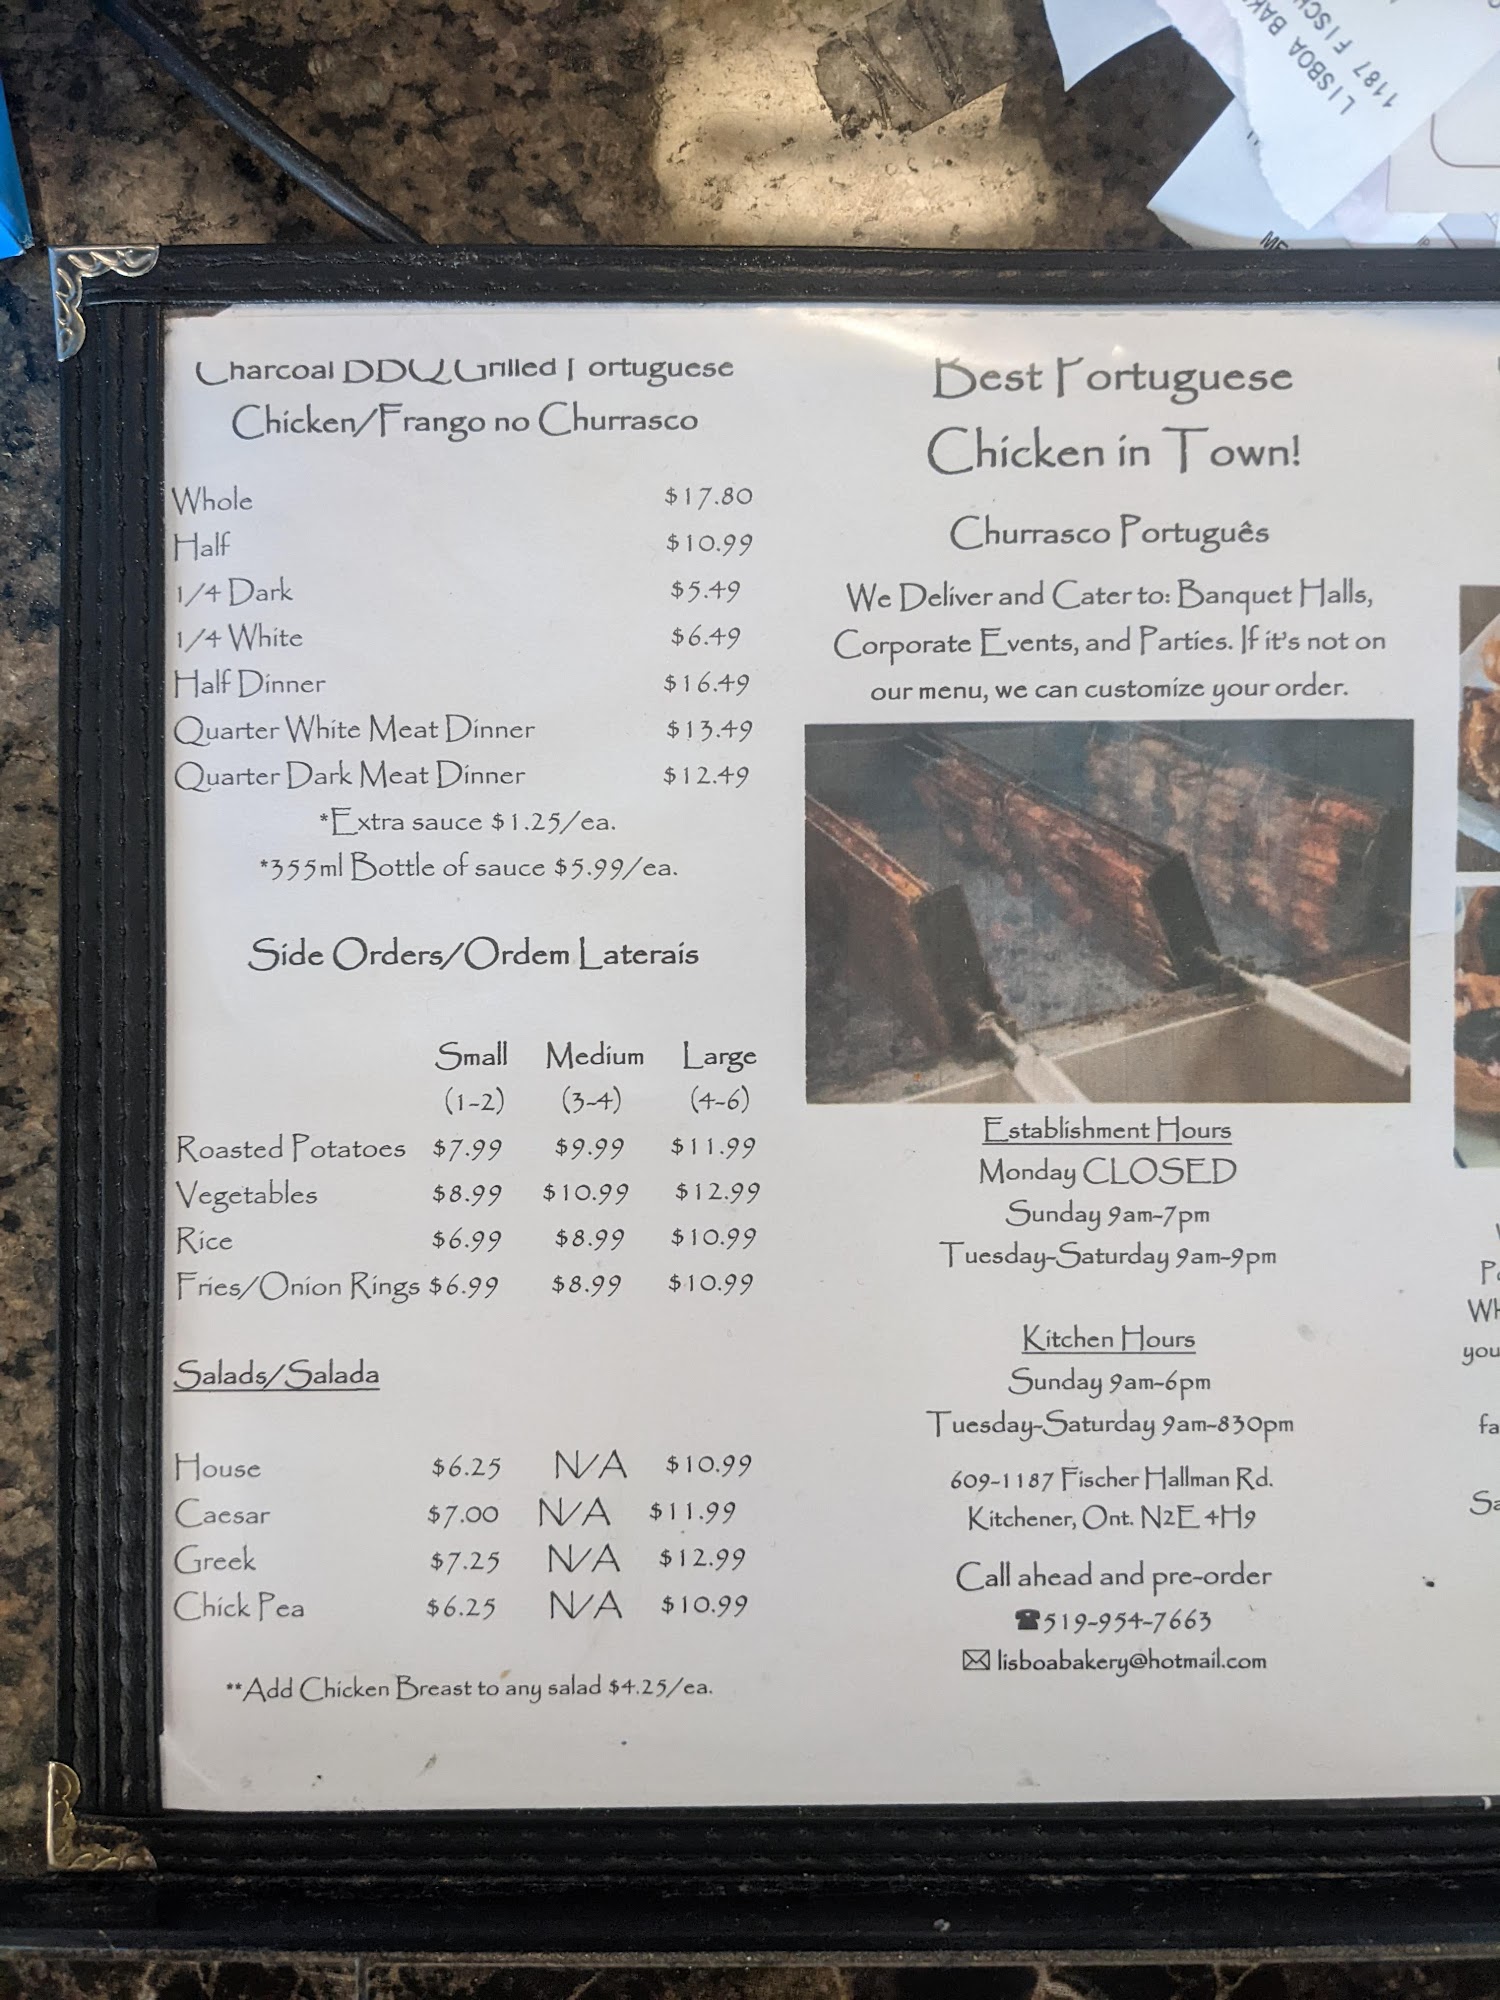 LISBOA BAK
1187 FISCH
ME
Charcoal BBQ Grilled Portuguese
Chicken/Frango no Churrasco
Whole $17.80
Half $10.99
1/4 Dark $5.49
1/4 White $6.49
Half Dinner $16.49
Quarter White Meat Dinner $13.49
Quarter Dark Meat Dinner $12.49
*Extra sauce $1.25/ea.
*355ml Bottle of sauce $5.99/ea.
Side Orders/Ordem Laterais
Small Medium Large
(1-2) (3-4) (4-6)
Roasted Potatoes $7.99 $9.99 $11.99
Vegetables $8.99 $10.99 $12.99
Rice $6.99 $8.99 $10.99
Fries/Onion Rings $6.99 $8.99 $10.99
Salads/Salada
House $6.25 N/A $10.99
Caesar $7.00 N/A $11.99
Greek $7.25 N/A $12.99
Chick Pea $6.25 N/A $10.99
**Add Chicken Breast to any salad $4.25/ea.
Best Portuguese
Chicken in Town!
Churrasco Português
We Deliver and Cater to: Banquet Halls,
Corporate Events, and Parties. If it's not on
our menu, we can customize your order.
Establishment Hours
Monday CLOSED
Sunday 9am-7pm
Tuesday-Saturday 9am-9pm
Kitchen Hours
Sunday 9am-6pm
Tuesday-Saturday 9am-830pm
609-1187 Fischer Hallman Rd.
Kitchener, Ont. N2E 4H9
Call ahead and pre-order
☎519-954-7663
✉ lisboabakery@hotmail.com
Wh
you
fa
Sa